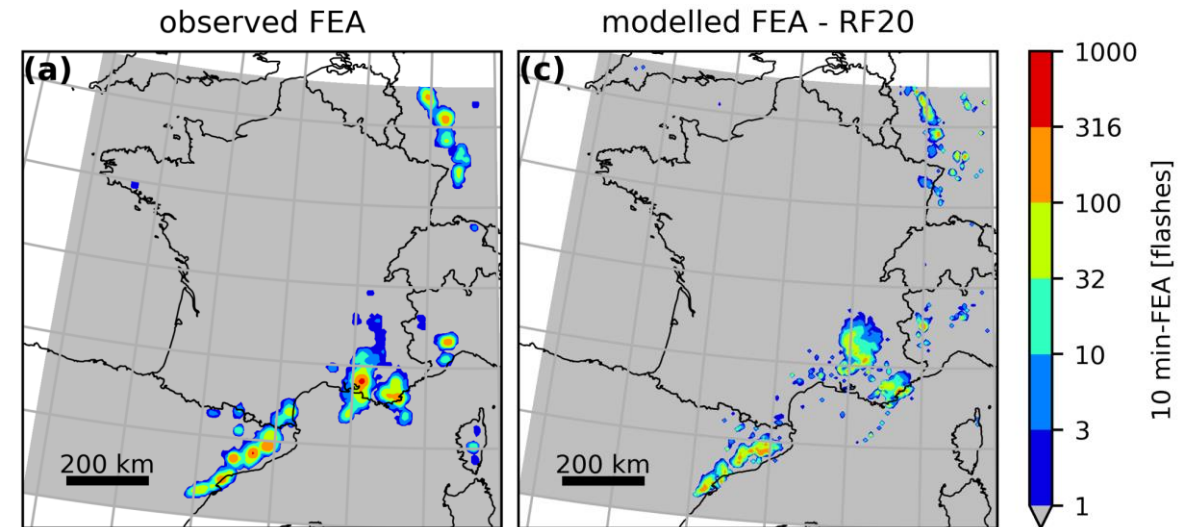 observed FEA
modelled FEA - RF20
(a)
(c)
200 km
200 km
1000
316
100
32
10
3
1
10 min-FEA [flashes]